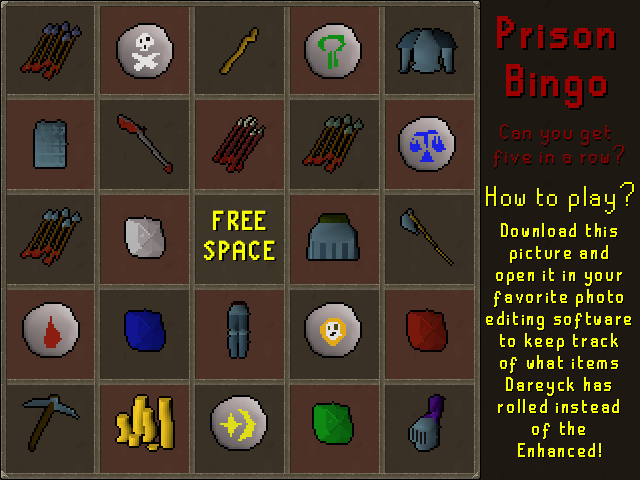 Prison
Bingo
Can you get
five in a row?
How to play?
Download this
picture and
open it in your
favorite photo
editing software
to keep track
of what items
Dareyck has
rolled instead
of the
Enhanced!
FREE
SPACE